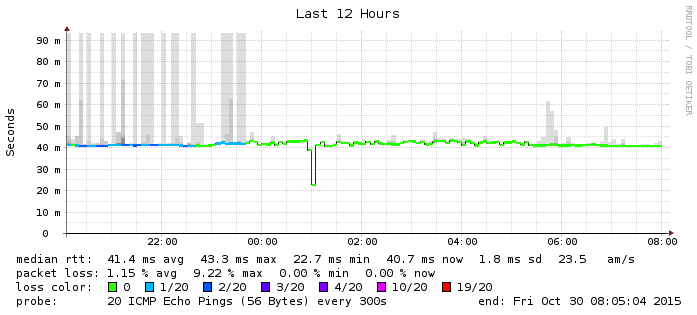 Last 12 Hours
RRDTOOL / TOBI OETIKER
Seconds
90 m
80 m
70 m
60 m
50 m
40 m
30 m
20 m
10 m
0
22:00 00:00 02:00 04:00 06:00 08:00
median rtt: 41.4 ms avg 43.3 ms max 22.7 ms min 40.7 ms now 1.8 ms sd 23.5 am/s
packet loss: 1.15 % avg 9.22 % max 0.00 % min 0.00 % now
loss color: 0 1/20 2/20 3/20 4/20 10/20 19/20
probe: 20 ICMP Echo Pings (56 Bytes) every 300s end: Fri Oct 30 08:05:04 2015